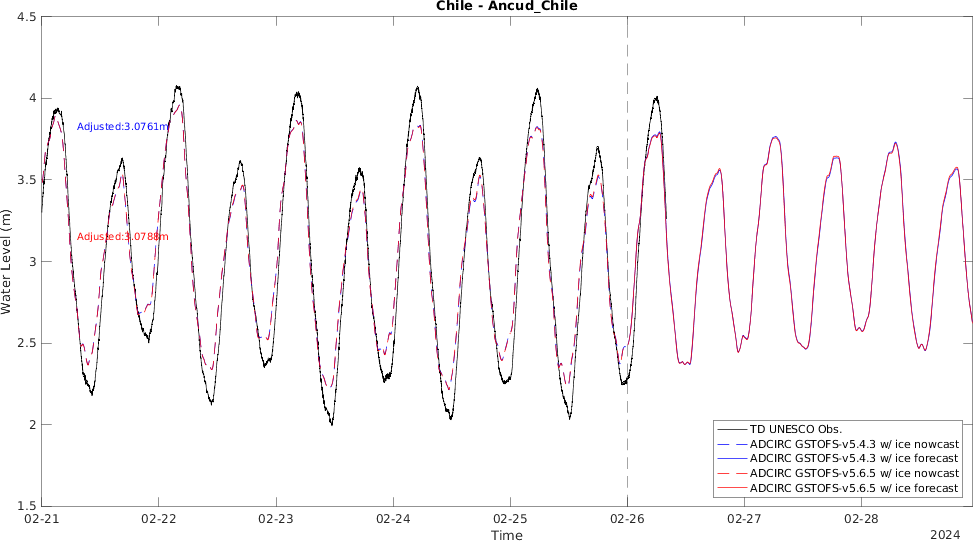 Chile - Ancud_Chile
4.5
4
3.5
3
2.5
2
1.5
Water Level (m)
Adjusted:3.0761m
Adjusted:3.0788m
TD UNESCO Obs.
ADCIRC GSTOFS-v5.4.3 w/ ice nowcast
ADCIRC GSTOFS-v5.4.3 w/ ice forecast
ADCIRC GSTOFS-v5.6.5 w/ ice nowcast
ADCIRC GSTOFS-v5.6.5 w/ ice forecast
02-21 02-22 02-23 02-24 02-25 02-26 02-27 02-28
Time
2024